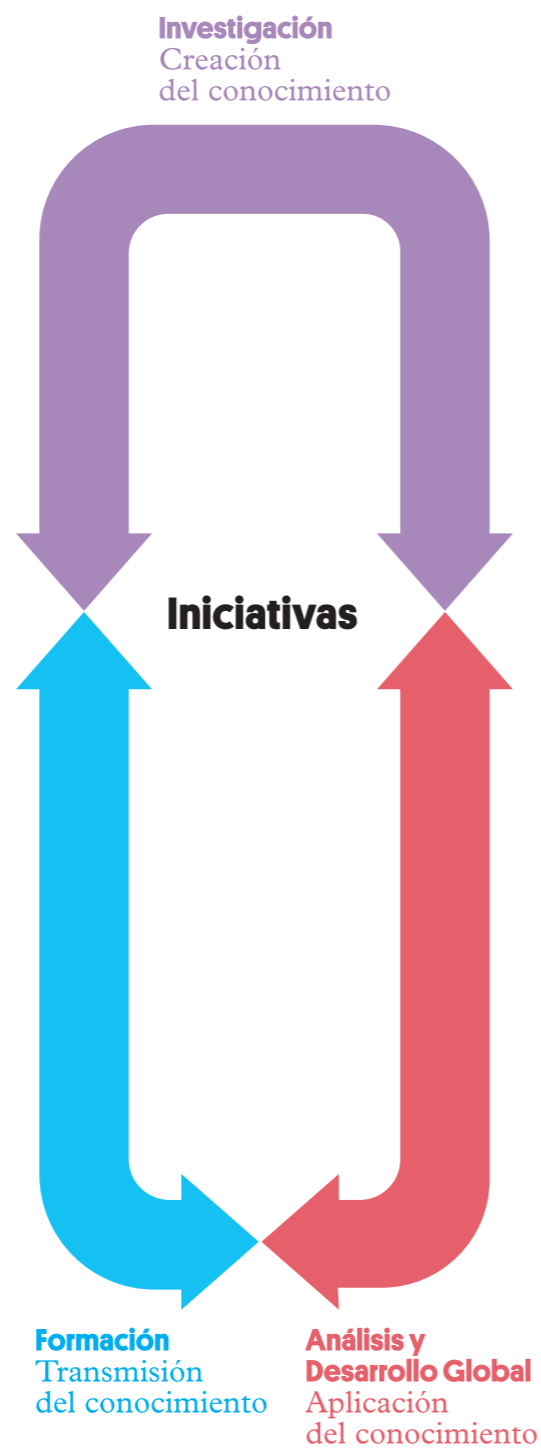 Investigación
Creación
del conocimiento
Iniciativas
Formación
Transmisión
del conocimiento
Análisis y
Desarrollo Global
Aplicación
del conocimiento